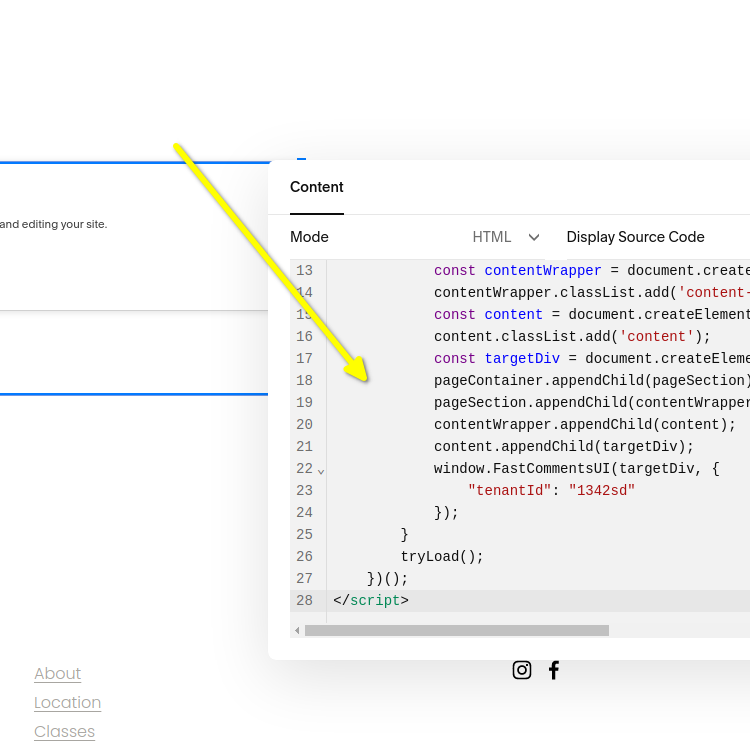 Content
and editing your site.
Mode HTML Display Source Code
13 const contentWrapper = document.create
14 contentWrapper.classList.add('content-
15 const content = document.createElement
16 content.classList.add('content');
17 const targetDiv = document.createEleme
18 pageContainer.appendChild(pageSection)
19 pageSection.appendChild(contentWrapper
20 contentWrapper.appendChild(content);
21 content.appendChild(targetDiv);
22 window.FastCommentsUI(targetDiv, {
23 "tenantId": "1342sd"
24 });
25 }
26 tryLoad();
27 })();
28 </script>
About
Location
Classes